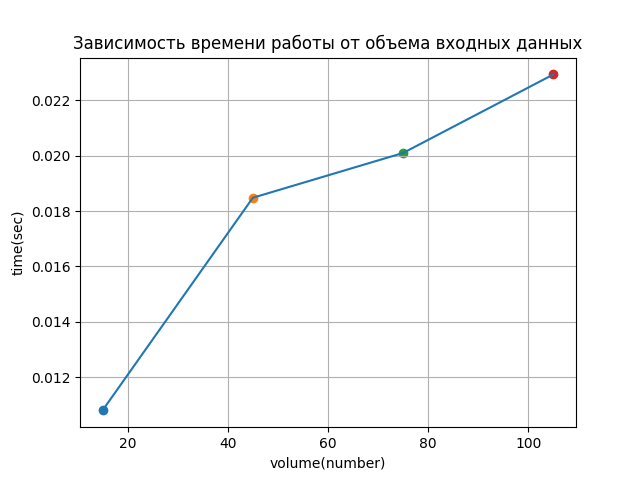 Зависимость времени работы от объема входных данных
0.022
0.020
0.018
0.016
0.014
0.012
time(sec)
20 40 60 80 100
volume(number)